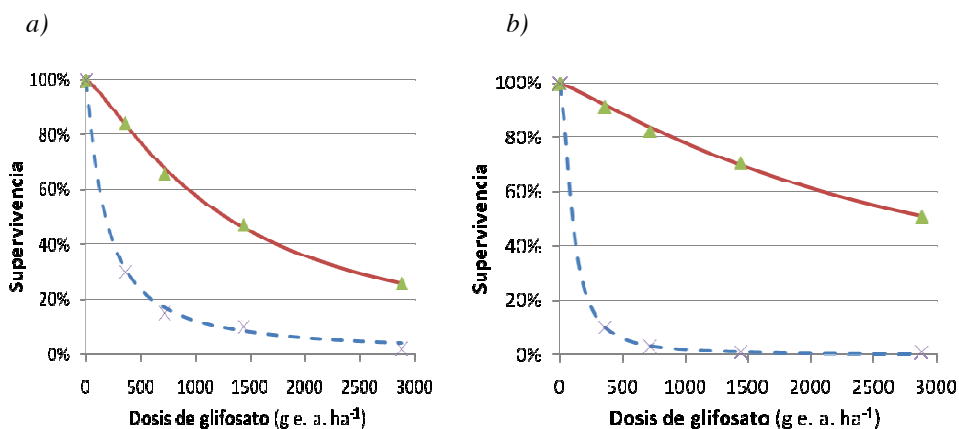 a)
b)
100%
80%
60%
40%
20%
0%
Supervivencia
0 500 1000 1500 2000 2500 3000
Dosis de glifosato (g e. a. ha⁻¹)
100%
80%
60%
40%
20%
0%
Supervivencia
0 500 1000 1500 2000 2500 3000
Dosis de glifosato (g e. a. ha⁻¹)